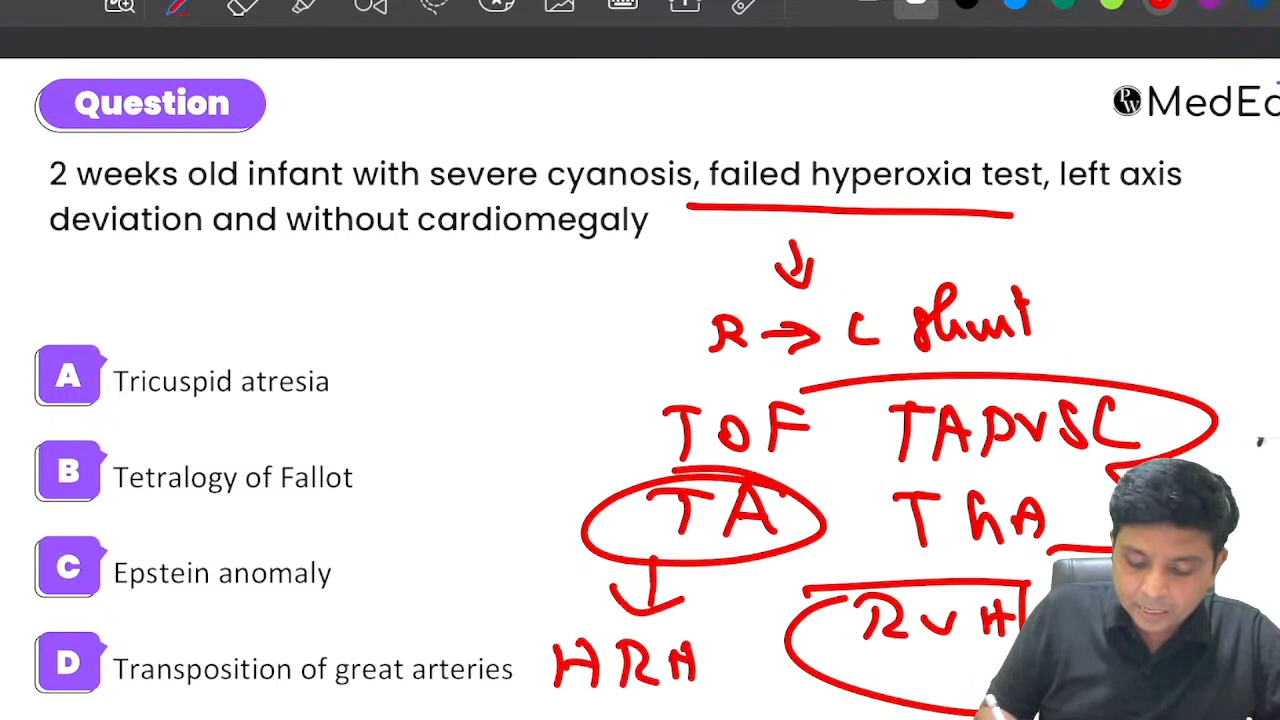 Question
MedEd
2 weeks old infant with severe cyanosis, failed hyperoxia test, left axis
deviation and without cardiomegaly
R → L shunt
TOF TAPVSC
A Tricuspid atresia
B Tetralogy of Fallot
TA TGA
C Epstein anomaly
RVH
D Transposition of great arteries
HRA